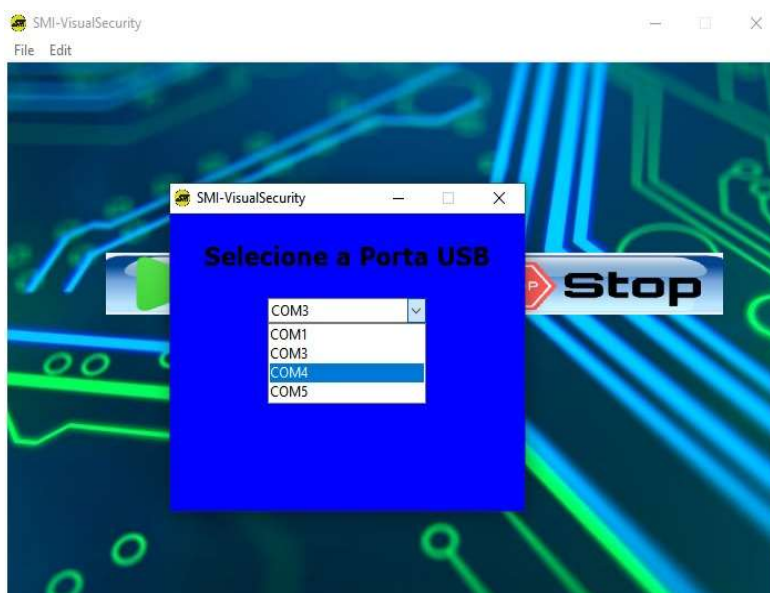 SMI-VisualSecurity
File Edit
SMI-VisualSecurity
Selecione a Porta USB
P Stop
COM3
COM1
COM3
COM4
COM5